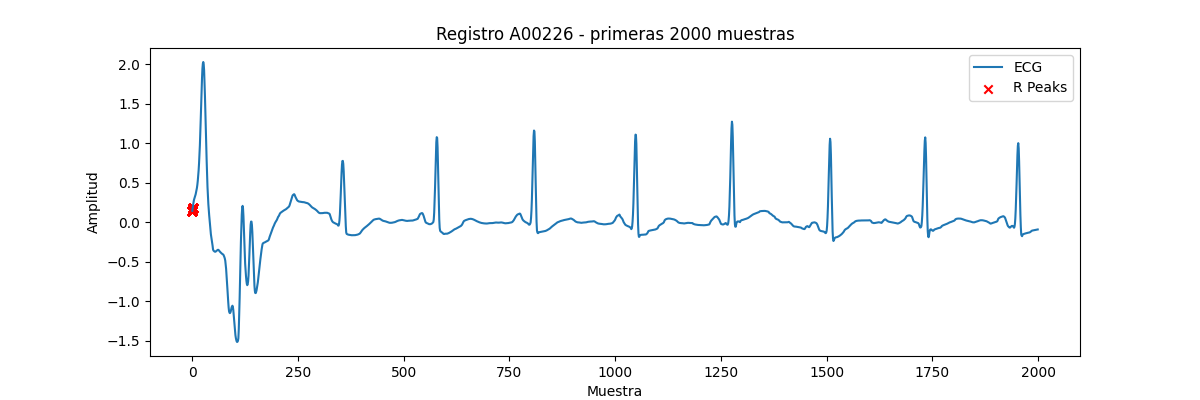 Registro A00226 - primeras 2000 muestras
ECG
R Peaks
2.0
1.5
1.0
0.5
0.0
−0.5
−1.0
−1.5
Amplitud
0 250 500 750 1000 1250 1500 1750 2000
Muestra